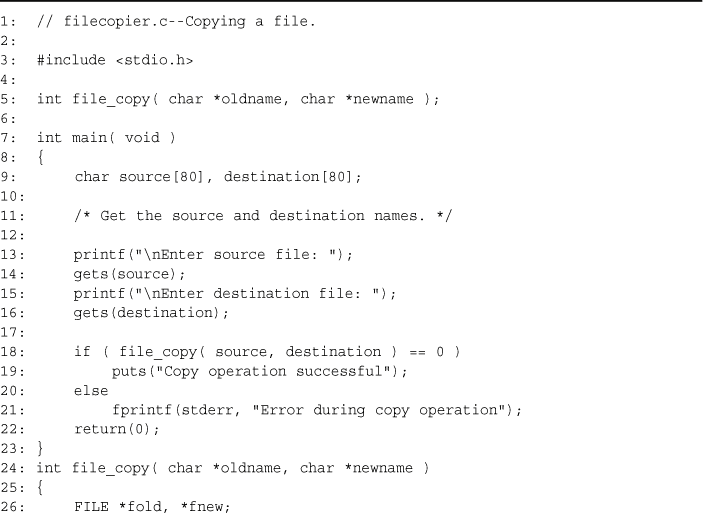 1: // filecopier.c--Copying a file.
2:
3: #include <stdio.h>
4:
5: int file_copy( char *oldname, char *newname );
6:
7: int main( void )
8: {
9: char source[80], destination[80];
10:
11: /* Get the source and destination names. */
12:
13: printf("\nEnter source file: ");
14: gets(source);
15: printf("\nEnter destination file: ");
16: gets(destination);
17:
18: if ( file_copy( source, destination ) == 0 )
19: puts("Copy operation successful");
20: else
21: fprintf(stderr, "Error during copy operation");
22: return(0);
23: }
24: int file_copy( char *oldname, char *newname )
25: {
26: FILE *fold, *fnew;